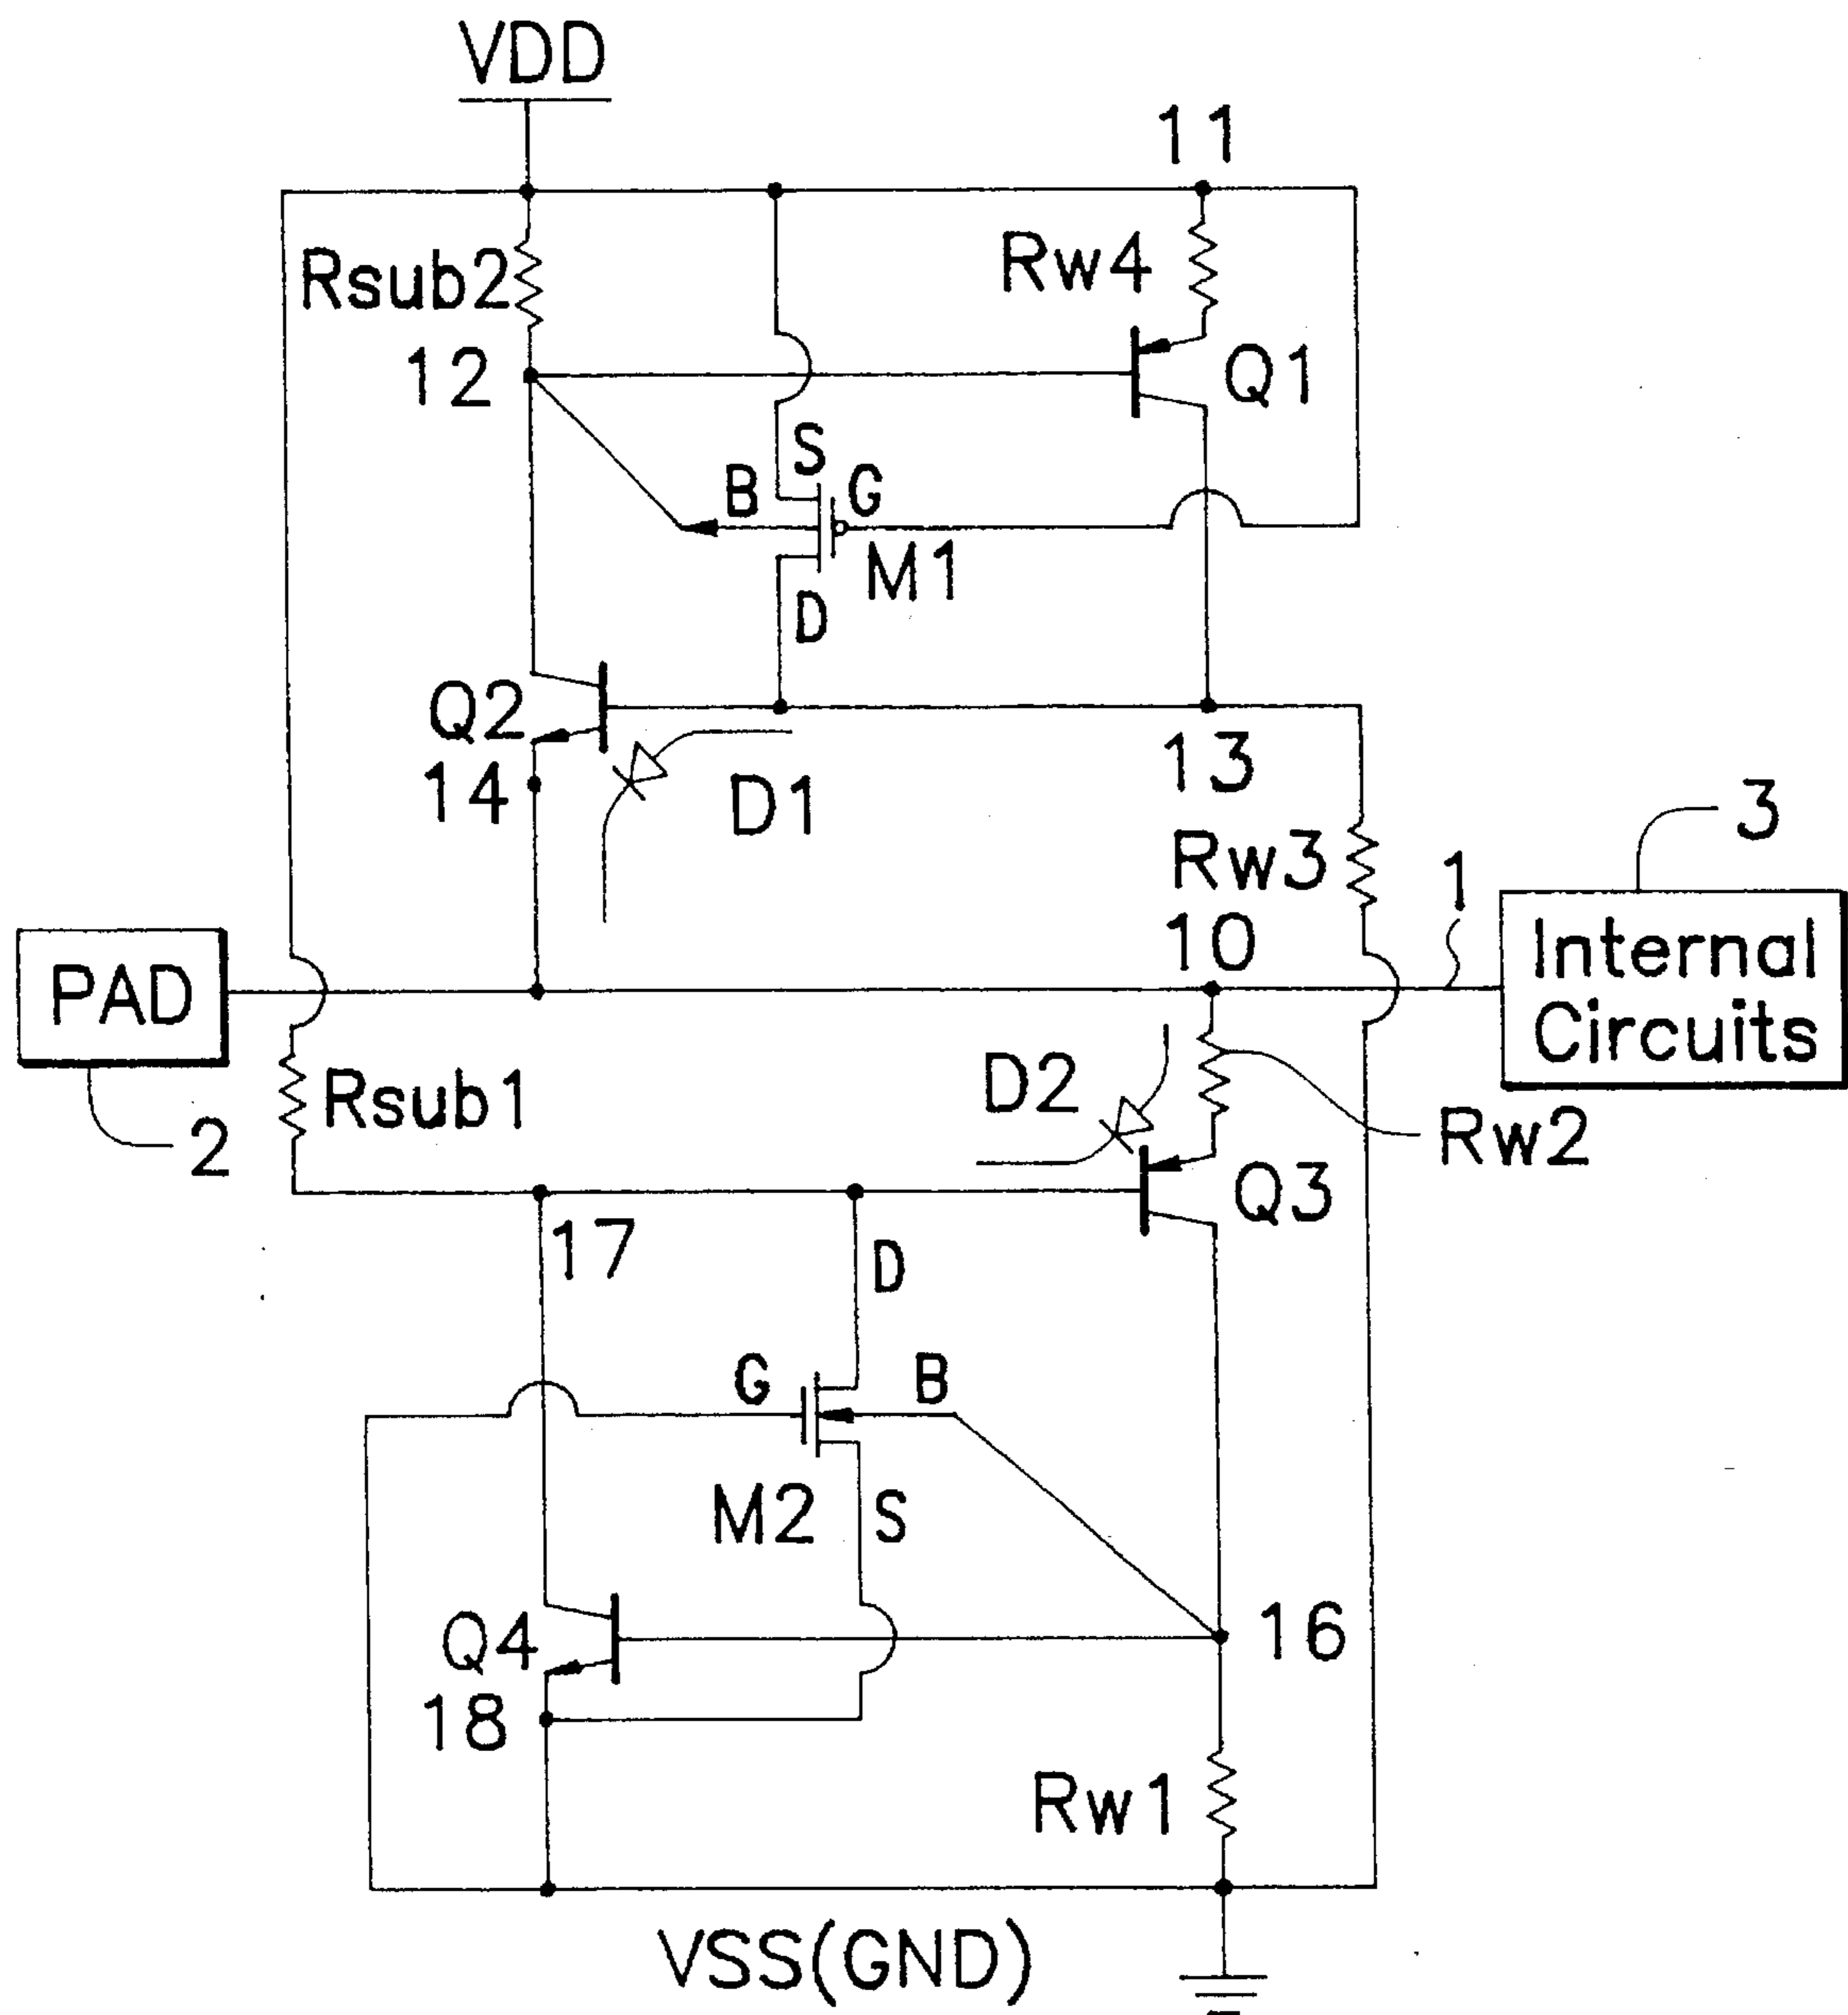 VDD
11
Rsub2
Rw4
12
Q1
S
B
G
M1
D
Q2
14
D1
13
3
Rw3
1
10
PAD
Internal
Circuits
D2
Rsub1
2
Rw2
Q3
17
D
G
B
M2
S
Q4
16
18
Rw1
VSS(GND)